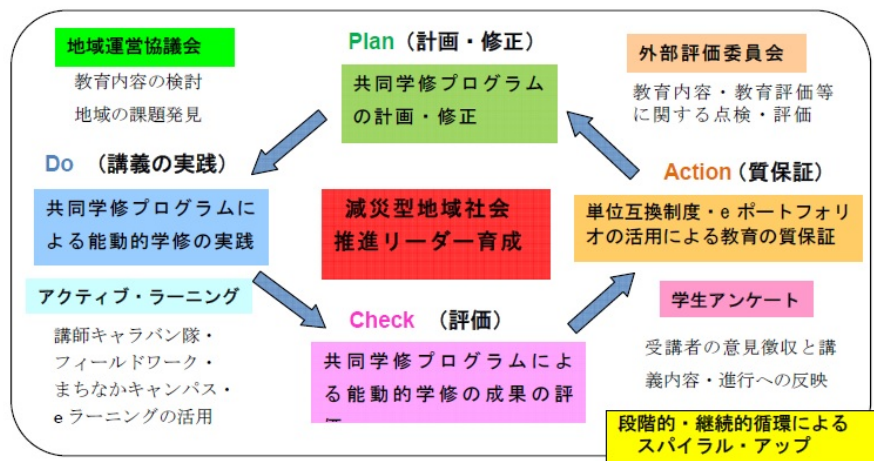 地域運営協議会
教育内容の検討
地域の課題発見
Plan（計画・修正）
共同学修プログラム
の計画・修正
外部評価委員会
教育内容・教育評価等
に関する点検・評価
Do （講義の実践）
共同学修プログラムに
よる能動的学修の実践
減災型地域社会
推進リーダー育成
Action（質保証）
単位互換制度・e ポートフォリ
オの活用による教育の質保証
アクティブ・ラーニング
講師キャラバン隊・
フィールドワーク・
まちなかキャンパス・
e ラーニングの活用
Check （評価）
共同学修プログラムによ
る能動的学修の成果の評
学生アンケート
受講者の意見徴収と講
義内容・進行への反映
段階的・継続的循環による
スパイラル・アップ